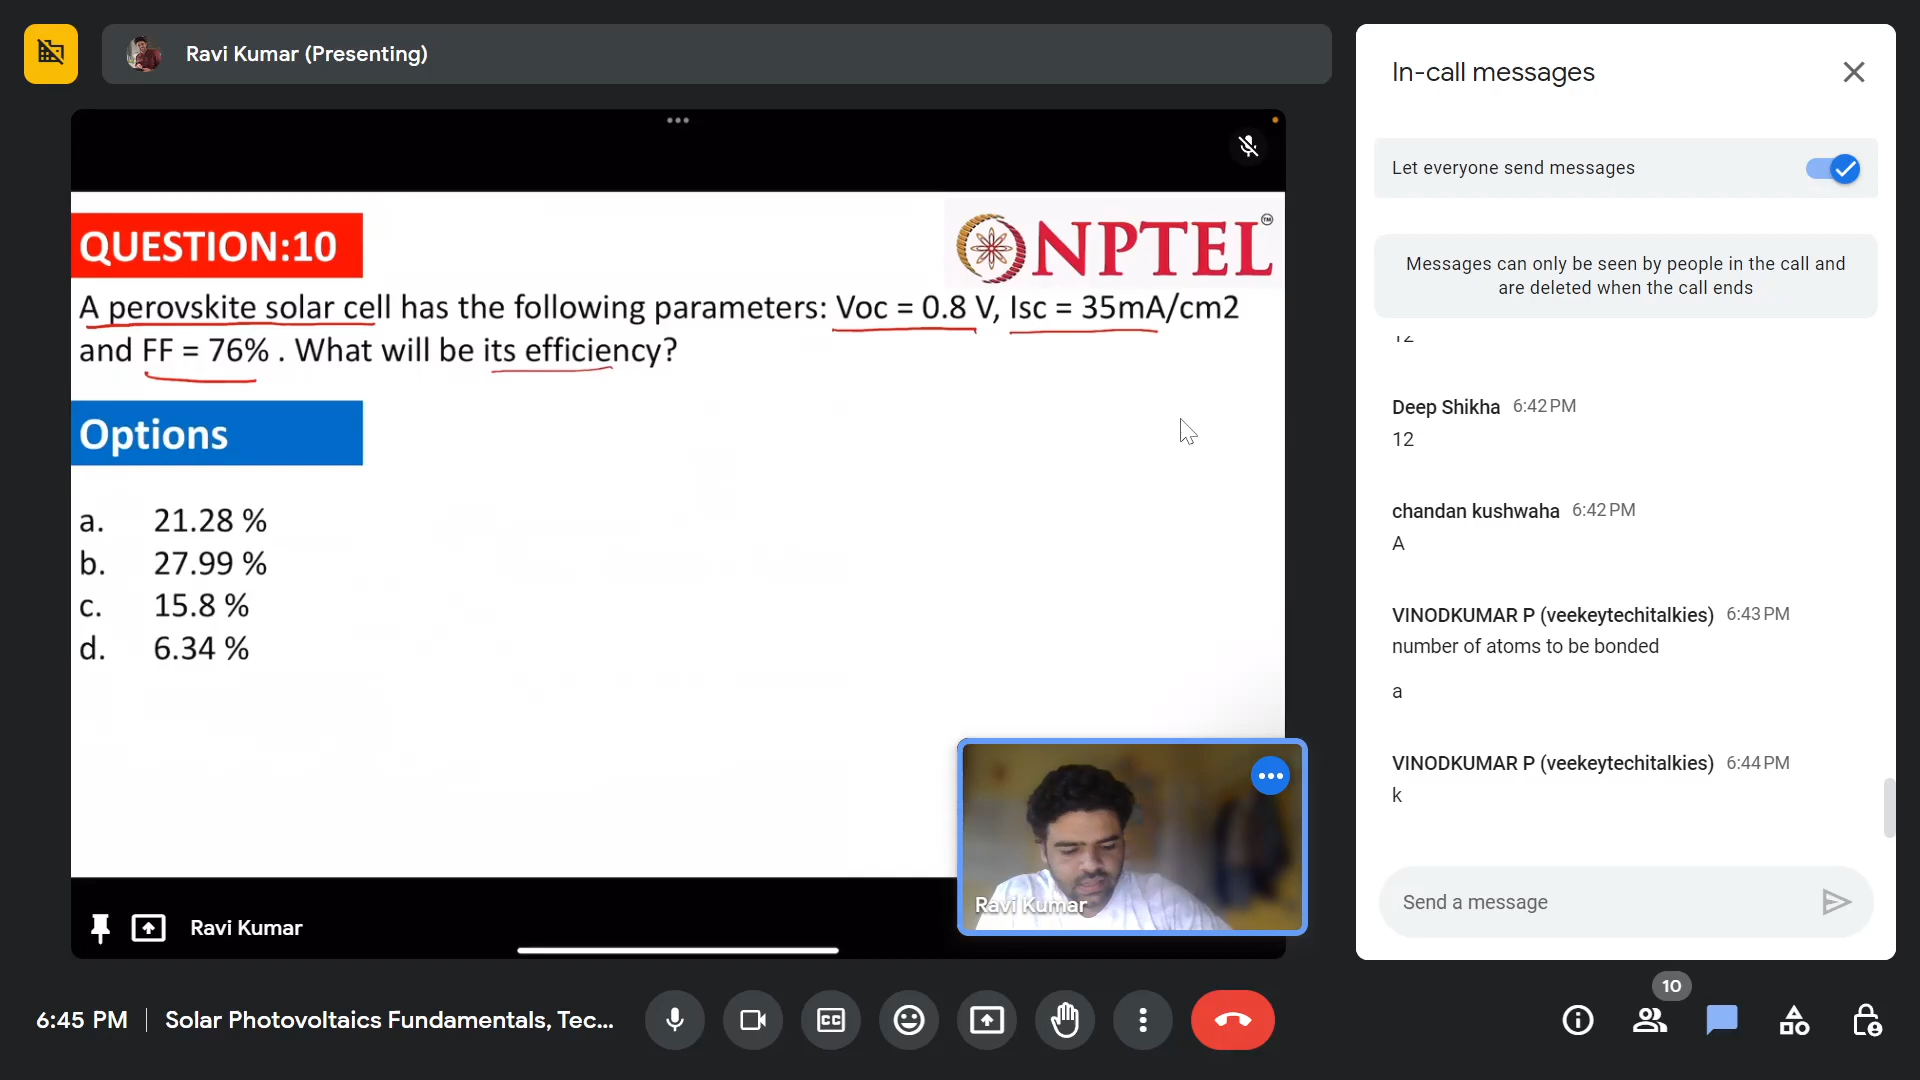 Ravi Kumar (Presenting)
QUESTION:10
NPTEL
TM
A perovskite solar cell has the following parameters: Voc = 0.8 V, Isc = 35mA/cm2
and FF = 76% . What will be its efficiency?
Options
a. 21.28 %
b. 27.99 %
c. 15.8 %
d. 6.34 %
Ravi Kumar
Ravi Kumar
In-call messages
Let everyone send messages
Messages can only be seen by people in the call and
are deleted when the call ends
12
Deep Shikha 6:42 PM
12
chandan kushwaha 6:42 PM
A
VINODKUMAR P (veekeytechitalkies) 6:43 PM
number of atoms to be bonded
a
VINODKUMAR P (veekeytechitalkies) 6:44 PM
k
Send a message
6:45 PM
Solar Photovoltaics Fundamentals, Tec...
CC
10